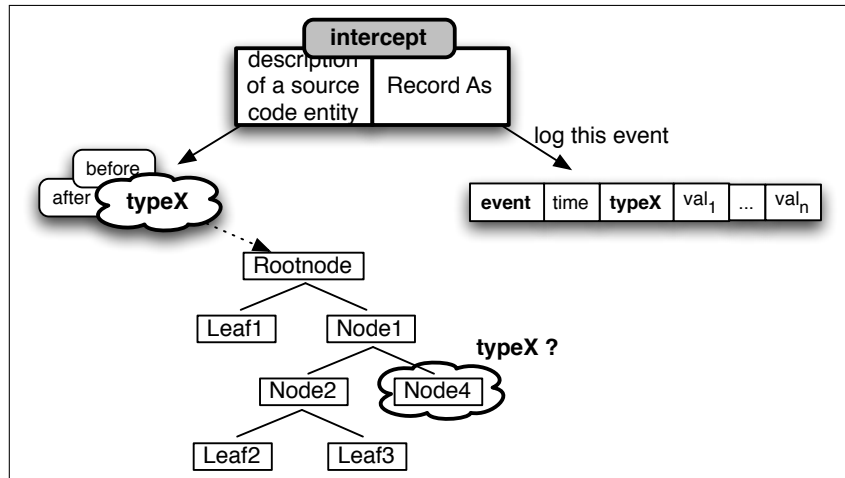 intercept
description
of a source
code entity
Record As
log this event
before
after
typeX
event time typeX val1 ... valn
Rootnode
Leaf1 Node1
typeX ?
Node2 Node4
Leaf2 Leaf3